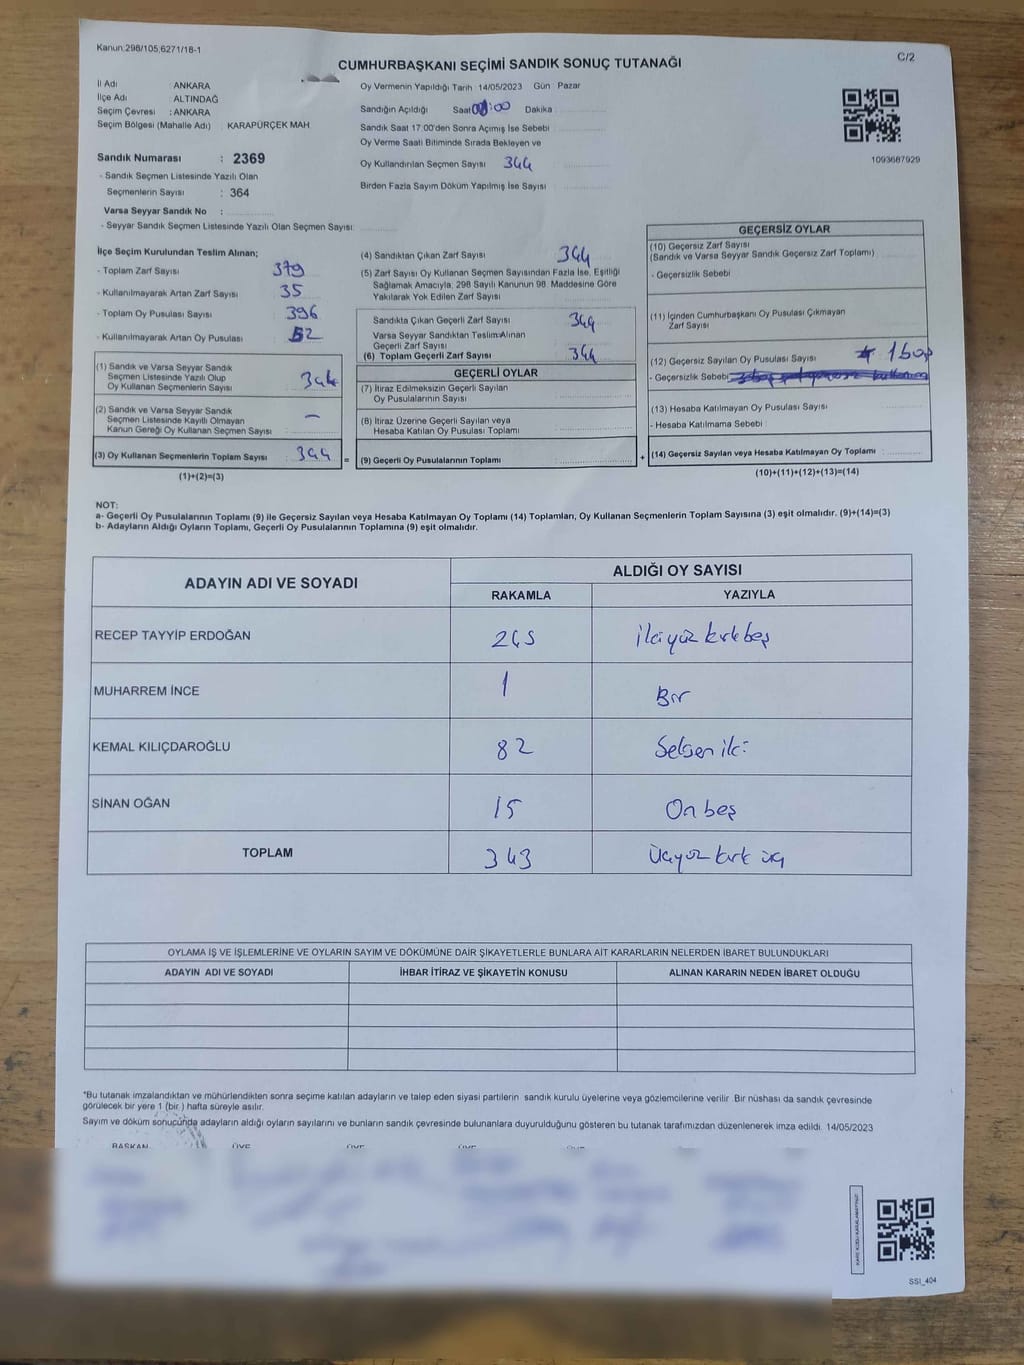 Kanun:298/105,6271/18-1
C/2
CUMHURBAŞKANI SEÇİMİ SANDIK SONUÇ TUTANAĞI
İl Adı ANKARA
İlçe Adı ALTINDAĞ
Seçim Çevresi : ANKARA
Seçim Bölgesi (Mahalle Adı) : KARAPÜRÇEK MAH
Sandık Numarası : 2369
- Sandık Seçmen Listesinde Yazılı Olan
Seçmenlerin Sayısı : 364
Varsa Seyyar Sandık No :
- Seyyar Sandık Seçmen Listesinde Yazılı Olan Seçmen Sayısı:
Oy Vermenin Yapıldığı Tarih 14/05/2023 Gün Pazar
Sandığın Açıldığı Saat :00 Dakika
Sandık Saat 17:00'den Sonra Açımış İse Sebebi
Oy Verme Saati Bitiminde Sırada Bekleyen ve
Oy Kullandırılan Seçmen Sayısı 344
Birden Fazla Sayım Döküm Yapılmış İse Sayısı
1093687929
İlçe Seçim Kurulundan Teslim Alınan;
- Toplam Zarf Sayısı 379
- Kullanılmayarak Artan Zarf Sayısı 35
- Toplam Oy Pusulası Sayısı 396
- Kullanılmayarak Artan Oy Pusulası 52
(1) Sandık ve Varsa Seyyar Sandık
Seçmen Listesinde Yazılı Olup
Oy Kullanan Seçmenlerin Sayısı 344
(2) Sandık ve Varsa Seyyar Sandık
Seçmen Listesinde Kayıtlı Olmayan
Kanun Gereği Oy Kullanan Seçmen Sayısı –
(3) Oy Kullanan Seçmenlerin Toplam Sayısı 344 =
(1)+(2)=(3)
(4) Sandıktan Çıkan Zarf Sayısı 344
(5) Zarf Sayısı Oy Kullanan Seçmen Sayısından Fazla İse, Eşitliği
Sağlamak Amacıyla, 298 Sayılı Kanunun 98. Maddesine Göre
Yakılarak Yok Edilen Zarf Sayısı
Sandıkta Çıkan Geçerli Zarf Sayısı 344
Varsa Seyyar Sandıktan Teslim Alınan
Geçerli Zarf Sayısı
(6) Toplam Geçerli Zarf Sayısı 344
GEÇERLİ OYLAR
(7) İtiraz Edilmeksizin Geçerli Sayılan
Oy Pusulalarının Sayısı
(8) İtiraz Üzerine Geçerli Sayılan veya
Hesaba Katılan Oy Pusulası Toplamı
(9) Geçerli Oy Pusulalarının Toplamı +
GEÇERSİZ OYLAR
(10) Geçersiz Zarf Sayısı
(Sandık ve Varsa Seyyar Sandık Geçersiz Zarf Toplamı)
- Geçersizlik Sebebi
(11) İçinden Cumhurbaşkanı Oy Pusulası Çıkmayan
Zarf Sayısı
(12) Geçersiz Sayılan Oy Pusulası Sayısı 1 boş
- Geçersizlik Sebebi
(13) Hesaba Katılmayan Oy Pusulası Sayısı
- Hesaba Katılmama Sebebi
(14) Geçersiz Sayılan veya Hesaba Katılmayan Oy Toplamı :
(10)+(11)+(12)+(13)=(14)
NOT:
a- Geçerli Oy Pusulalarının Toplamı (9) ile Geçersiz Sayılan veya Hesaba Katılmayan Oy Toplamı (14) Toplamları, Oy Kullanan Seçmenlerin Toplam Sayısına (3) eşit olmalıdır. (9)+(14)=(3)
b- Adayların Aldığı Oyların Toplamı, Geçerli Oy Pusulalarının Toplamına (9) eşit olmalıdır.
ADAYIN ADI VE SOYADI
ALDIĞI OY SAYISI
RAKAMLA YAZIYLA
RECEP TAYYİP ERDOĞAN 245 İkiyüz kırkbeş
MUHARREM İNCE 1 Bir
KEMAL KILIÇDAROĞLU 82 Seksen iki
SİNAN OĞAN 15 On beş
TOPLAM 343 Üçyüz kırk üç
OYLAMA İŞ VE İŞLEMLERİNE VE OYLARIN SAYIM VE DÖKÜMÜNE DAİR ŞİKAYETLERLE BUNLARA AİT KARARLARIN NELERDEN İBARET BULUNDUKLARI
ADAYIN ADI VE SOYADI İHBAR İTİRAZ VE ŞİKAYETİN KONUSU ALINAN KARARIN NEDEN İBARET OLDUĞU
*Bu tutanak imzalandıktan ve mühürlendikten sonra seçime katılan adayların ve talep eden siyasi partilerin sandık kurulu üyelerine veya gözlemcilerine verilir. Bir nüshası da sandık çevresinde
görülecek bir yere 1 (bir ) hafta süreyle asılır.
Sayım ve döküm sonucunda adayların aldığı oyların sayılarını ve bunların sandık çevresinde bulunanlara duyurulduğunu gösteren bu tutanak tarafımızdan düzenlenerek imza edildi. 14/05/2023
BAŞKAN ÜYE ÜYE ÜYE ÜYE
SSI_404